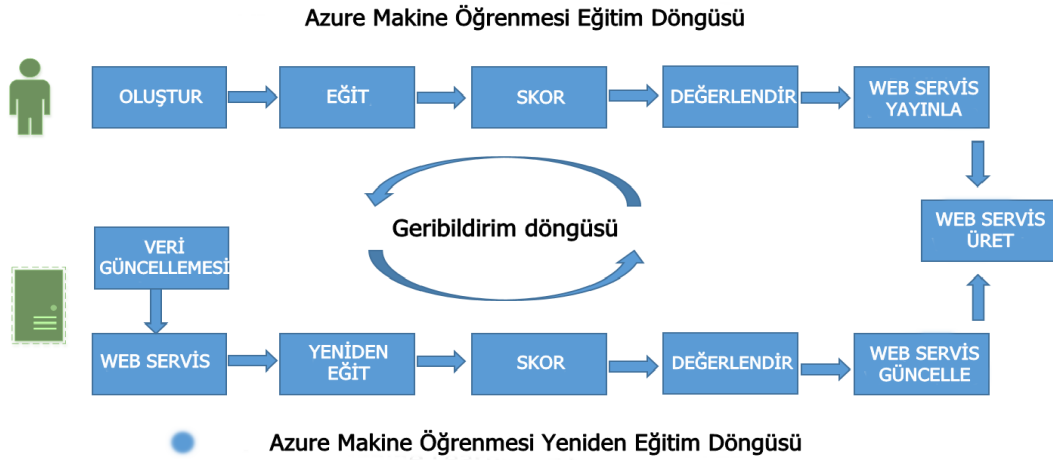 Azure Makine Öğrenmesi Eğitim Döngüsü
OLUŞTUR
EĞİT
SKOR
DEĞERLENDİR
WEB SERVİS
YAYINLA
Geribildirim döngüsü
WEB SERVİS
ÜRET
VERİ
GÜNCELLEMESİ
WEB SERVİS
YENİDEN
EĞİT
SKOR
DEĞERLENDİR
WEB SERVİS
GÜNCELLE
Azure Makine Öğrenmesi Yeniden Eğitim Döngüsü